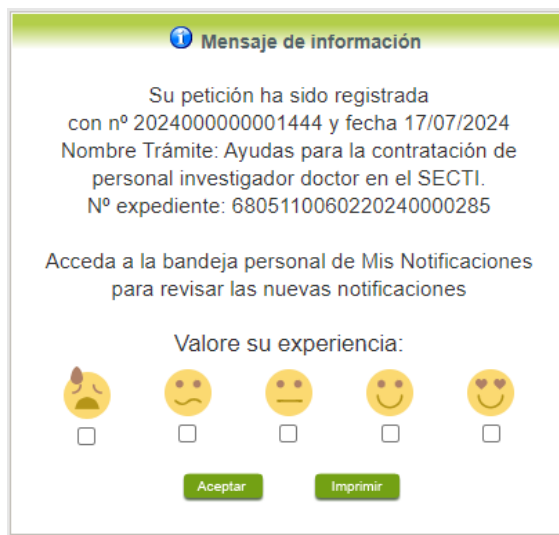 Mensaje de información
Su petición ha sido registrada
con nº 2024000000001444 y fecha 17/07/2024
Nombre Trámite: Ayudas para la contratación de
personal investigador doctor en el SECTI.
Nº expediente: 6805110060220240000285
Acceda a la bandeja personal de Mis Notificaciones
para revisar las nuevas notificaciones
Valore su experiencia:
Aceptar Imprimir